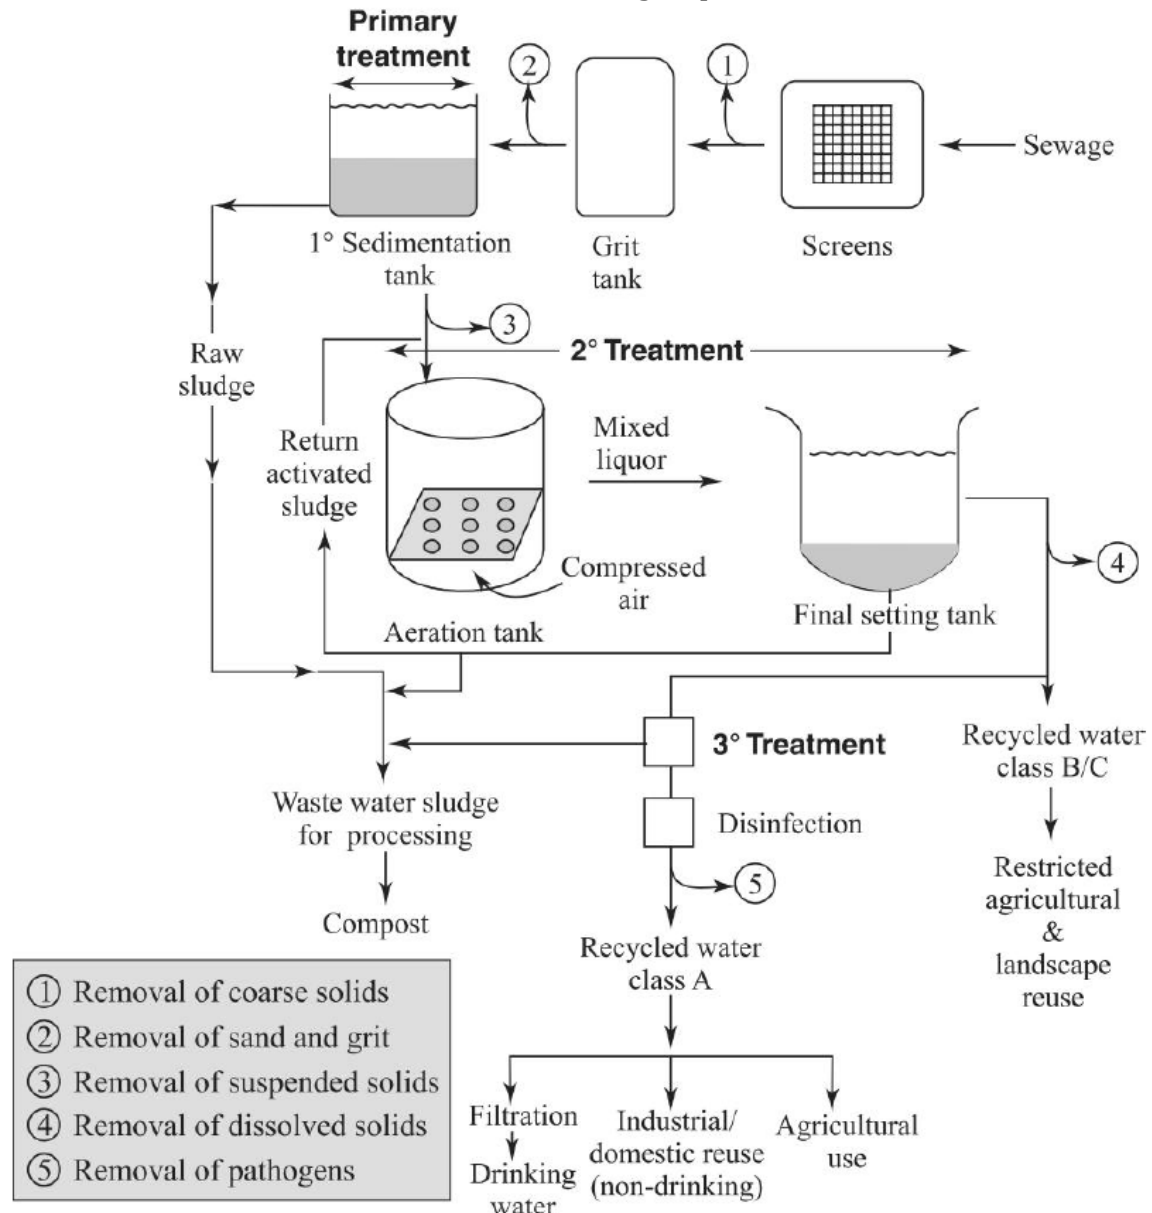 Primary
treatment
2
1
Sewage
1° Sedimentation
tank
Grit
tank
Screens
3
2° Treatment
Raw
sludge
Return
activated
sludge
Mixed
liquor
Compressed
air
4
Aeration tank
Final setting tank
3° Treatment
Recycled water
class B/C
Waste water sludge
for processing
Disinfection
Compost
5
Restricted
agricultural
&
landscape
reuse
Recycled water
class A
1 Removal of coarse solids
2 Removal of sand and grit
3 Removal of suspended solids
4 Removal of dissolved solids
5 Removal of pathogens
Filtration
Drinking
water
Industrial/
domestic reuse
(non-drinking)
Agricultural
use